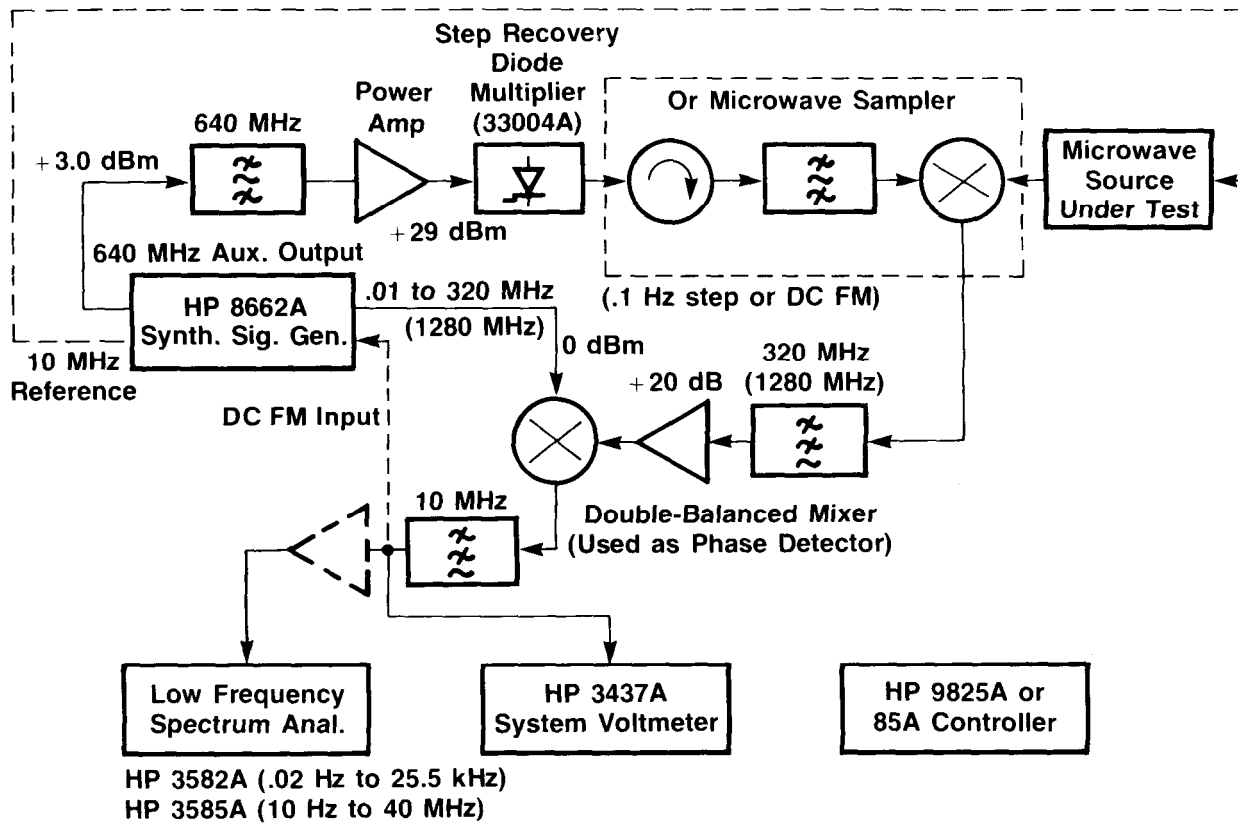 Step Recovery
Diode
Multiplier
(33004A)
Power
Amp
Or Microwave Sampler
640 MHz
+3.0 dBm
Microwave
Source
Under Test
+29 dBm
640 MHz Aux. Output
HP 8662A
Synth. Sig. Gen.
.01 to 320 MHz
(1280 MHz)
(.1 Hz step or DC FM)
10 MHz
Reference
0 dBm
+20 dB
320 MHz
(1280 MHz)
DC FM Input
10 MHz
Double-Balanced Mixer
(Used as Phase Detector)
Low Frequency
Spectrum Anal.
HP 3437A
System Voltmeter
HP 9825A or
85A Controller
HP 3582A (.02 Hz to 25.5 kHz)
HP 3585A (10 Hz to 40 MHz)